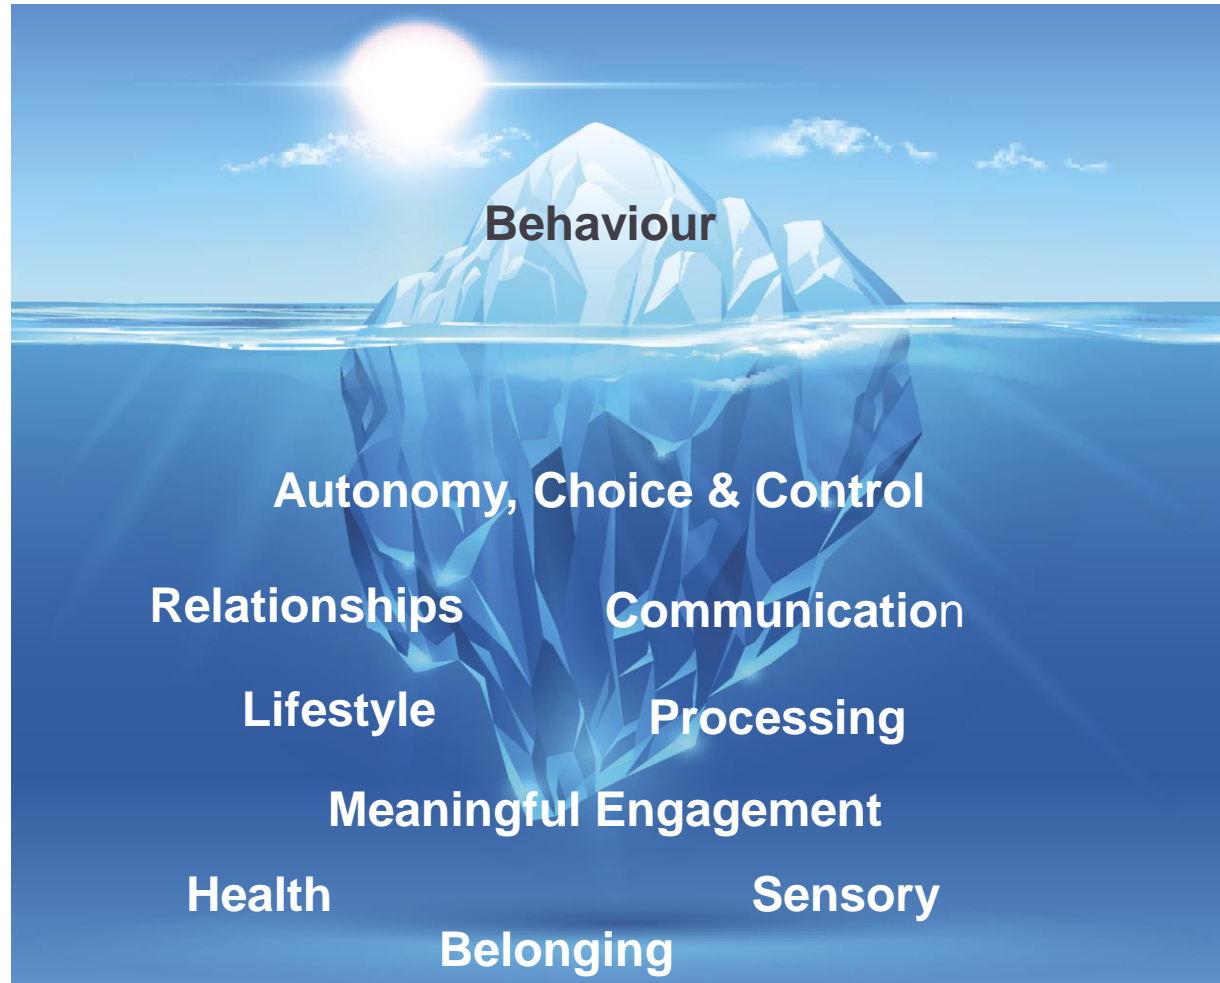 Behaviour
Autonomy, Choice & Control
Relationships
Communication
Lifestyle
Processing
Meaningful Engagement
Health
Sensory
Belonging